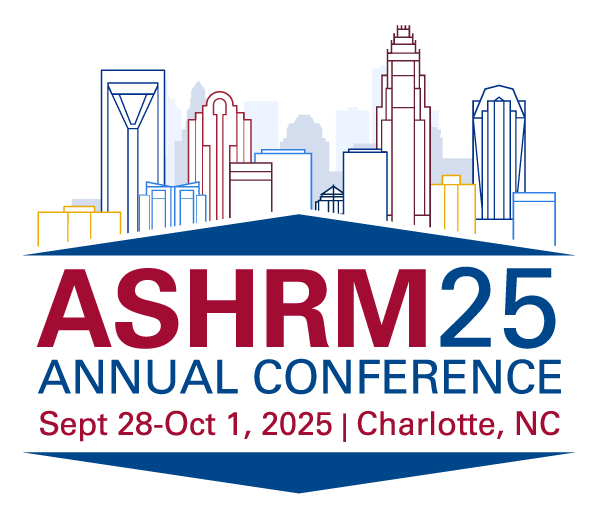 ASHRM25
ANNUAL CONFERENCE
Sept 28-Oct 1, 2025 | Charlotte, NC